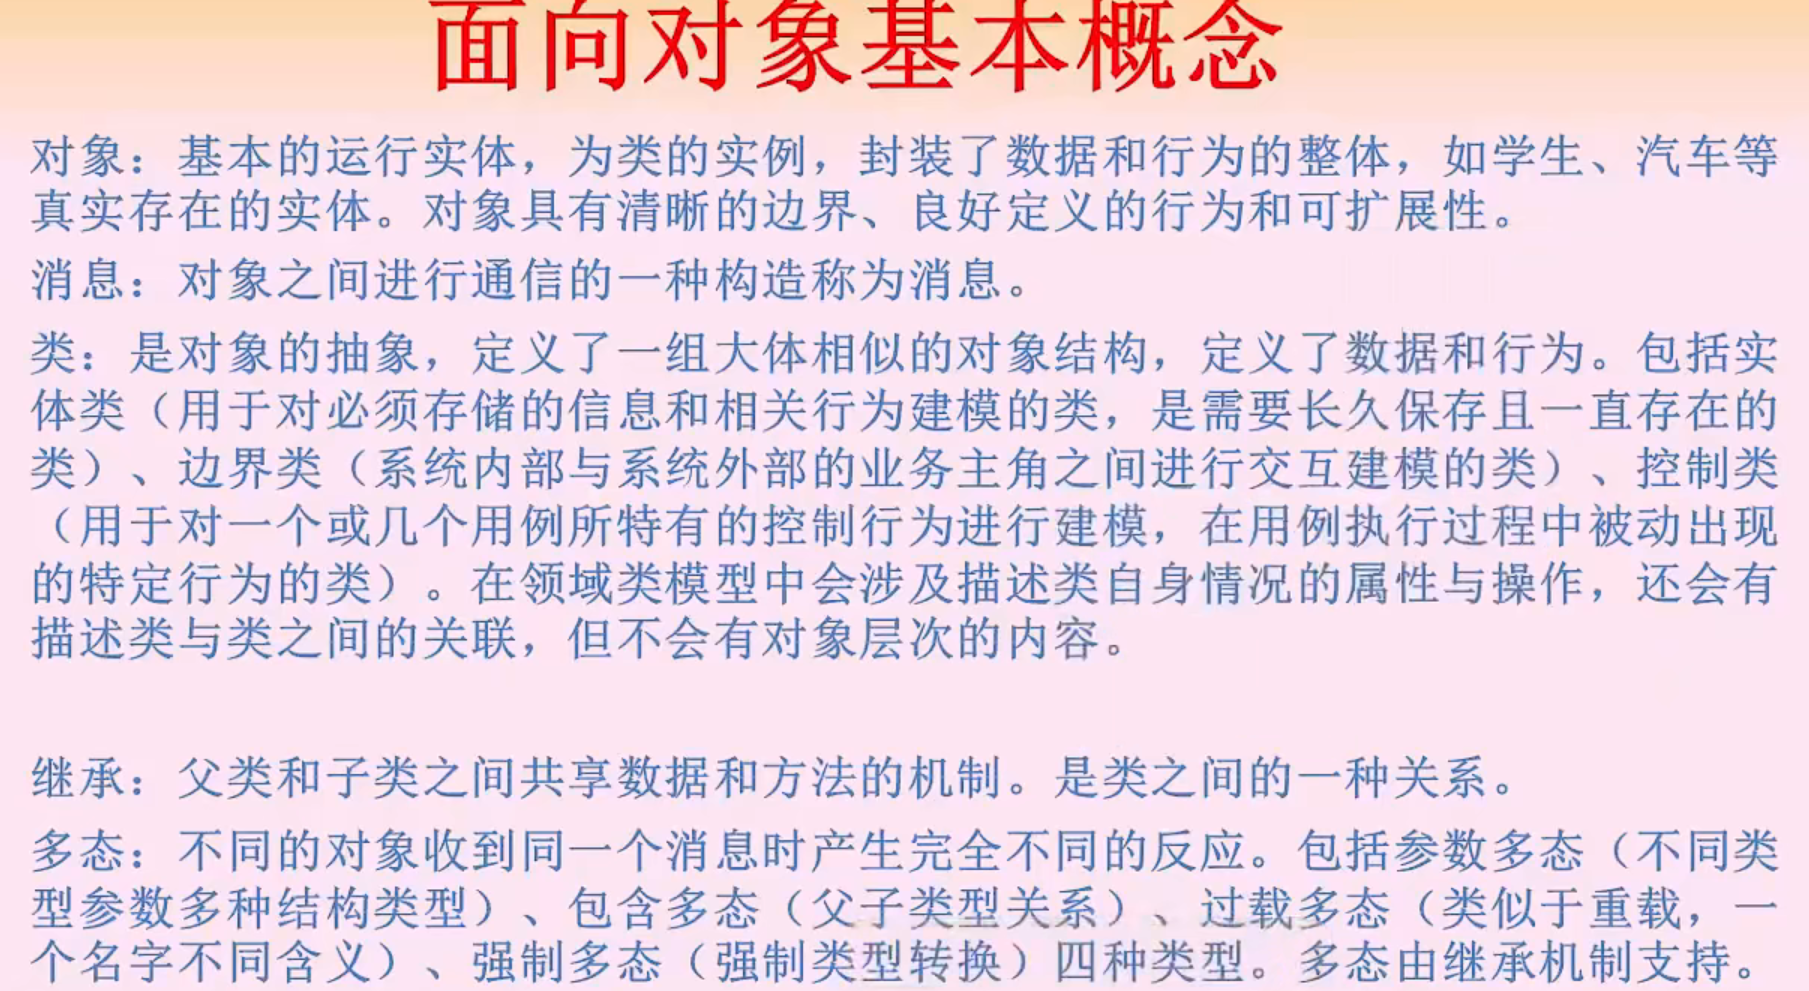 面向对象基本概念
对象：基本的运行实体，为类的实例，封装了数据和行为的整体，如学生、汽车等
真实存在的实体。对象具有清晰的边界、良好定义的行为和可扩展性。
消息：对象之间进行通信的一种构造称为消息。
类：是对象的抽象，定义了一组大体相似的对象结构，定义了数据和行为。包括实
体类（用于对必须存储的信息和相关行为建模的类，是需要长久保存且一直存在的
类）、边界类（系统内部与系统外部的业务主角之间进行交互建模的类）、控制类
（用于对一个或几个用例所特有的控制行为进行建模，在用例执行过程中被动出现
的特定行为的类）。在领域类模型中会涉及描述类自身情况的属性与操作，还会有
描述类与类之间的关联，但不会有对象层次的内容。
继承：父类和子类之间共享数据和方法的机制。是类之间的一种关系。
多态：不同的对象收到同一个消息时产生完全不同的反应。包括参数多态（不同类
型参数多种结构类型）、包含多态（父子类型关系）、过载多态（类似于重载，一
个名字不同含义）、强制多态（强制类型转换）四种类型。多态由继承机制支持。